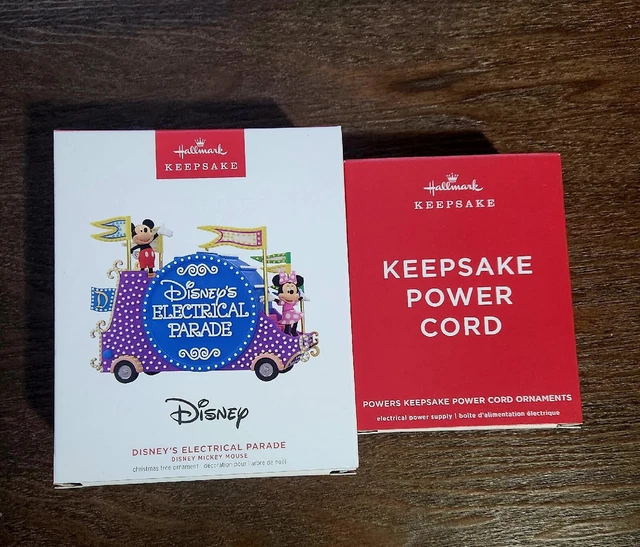 Hallmark
KEEPSAKE
D
DISNEY'S
ELECTRICAL
PARADE
Disney
DISNEY'S ELECTRICAL PARADE
DISNEY MICKEY MOUSE
christmas tree ornament | décoration pour l'arbre de noël
Hallmark
KEEPSAKE
KEEPSAKE
POWER
CORD
POWERS KEEPSAKE POWER CORD ORNAMENTS
electrical power supply | boîte d'alimentation électrique